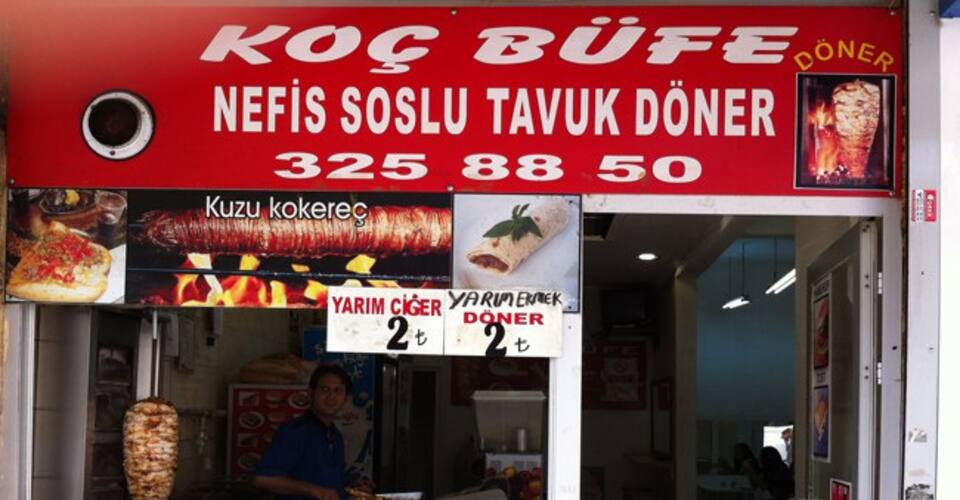 KOÇ BÜFE
DÖNER
NEFİS SOSLU TAVUK DÖNER
325 88 50
Kuzu kokereç
YARIM CİĞER
2 ₺
YARIM EKMEK
DÖNER
2 ₺